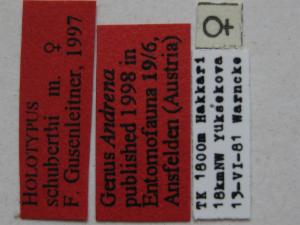 HOLOTYPUS ♀
schuberthi m.
F. Gusenleitner, 1997
Genus Andrena
published 1998 in
Entomofauna 19/6,
Ansfelden (Austria)
♀
TK 1800m Hakkari
18kmNW Yüksekova
13-VI-81 Warncke